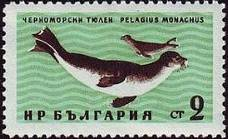 ЧЕРНОМОРСКИ ТЮЛЕН PELAGIUS MONACHUS
НР БЪЛГАРИЯ СТ 2